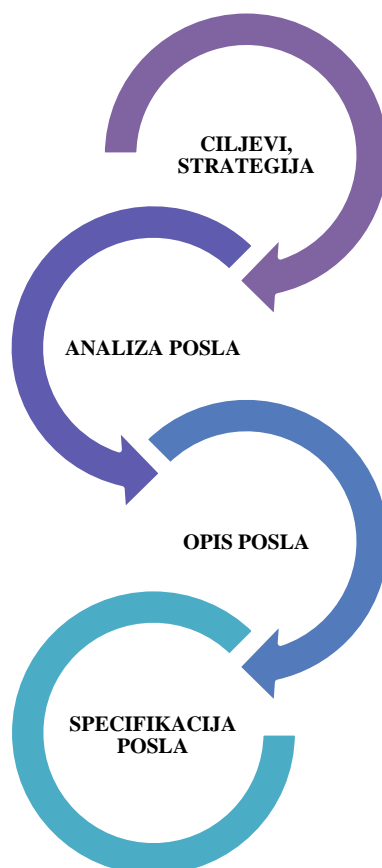 CILJEVI,
STRATEGIJA
ANALIZA POSLA
OPIS POSLA
SPECIFIKACIJA
POSLA